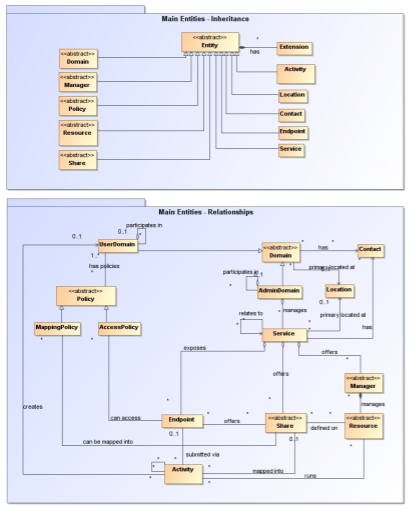 Main Entities - Inheritance
<<abstract>>
Entity
*
has
Extension
<<abstract>>
Domain
<<abstract>>
Manager
<<abstract>>
Policy
<<abstract>>
Resource
<<abstract>>
Share
Activity
Location
Contact
Endpoint
Service
Main Entities - Relationships
participates in
0..1
0..1
*
UserDomain
1..*
has policies
*
<<abstract>>
Policy
MappingPolicy
AccessPolicy
<<abstract>>
Domain
has
*
Contact
participates in
primary located at
AdminDomain
Location
0..1
manages
primary located at
relates to
Service
has
exposes
offers
offers
<<abstract>>
Manager
manages
creates
can access
Endpoint
0..1
offers
<<abstract>>
Share
0..1
defined on
<<abstract>>
Resource
can be mapped into
submitted via
Activity
mapped into
runs